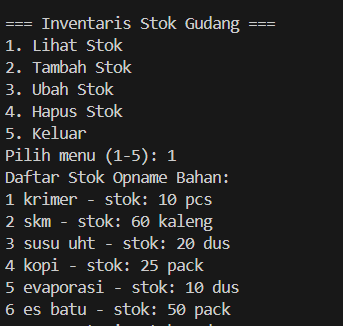 === Inventaris Stok Gudang ===
1. Lihat Stok
2. Tambah Stok
3. Ubah Stok
4. Hapus Stok
5. Keluar
Pilih menu (1-5): 1
Daftar Stok Opname Bahan:
1 krimer - stok: 10 pcs
2 skm - stok: 60 kaleng
3 susu uht - stok: 20 dus
4 kopi - stok: 25 pack
5 evaporasi - stok: 10 dus
6 es batu - stok: 50 pack